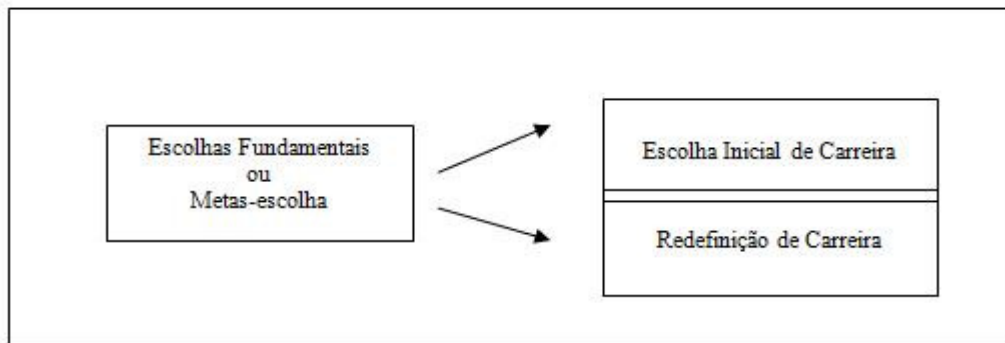 Escolhas Fundamentais
ou
Metas-escolha
Escolha Inicial de Carreira
Redefinição de Carreira